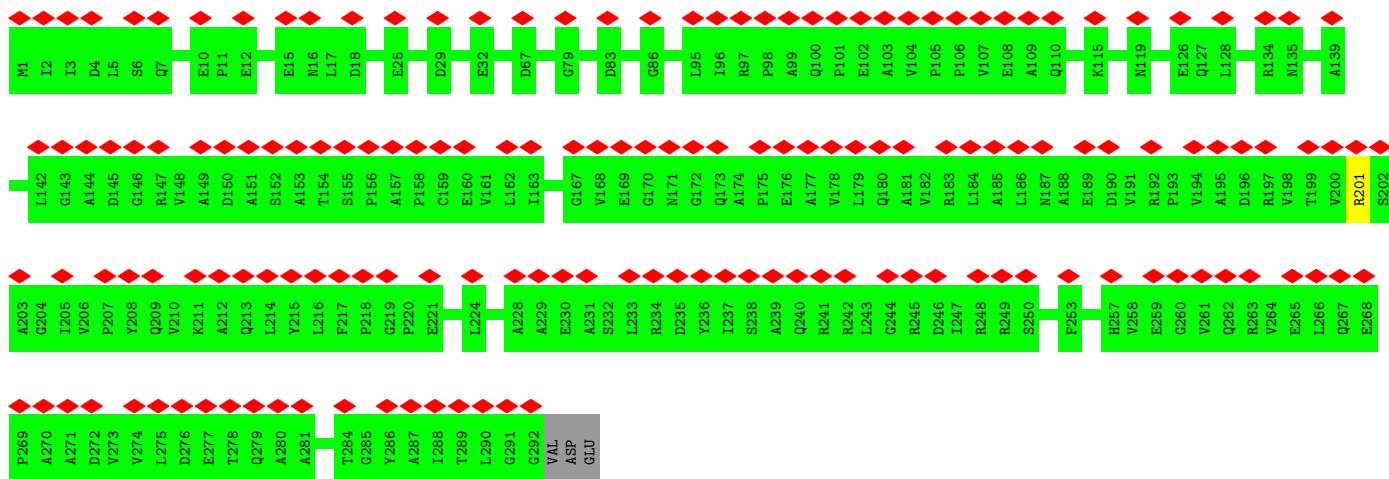 M1 I2 I3 D4 L5 S6 Q7 E10 P11 E12 E15 N16 L17 D18 E25 D29 E32 D67 G79 D83 G86 L95 I96 R97 P98 A99 Q100 P101 E102 A103 V104 P105 P106 V107 E108 A109 Q110 K115 N119 E126 Q127 L128 R134 N135 A139
L142 G143 A144 D145 G146 R147 V148 A149 D150 A151 S152 A153 T154 S155 P156 A157 P158 C159 E160 V161 L162 I163 G167 V168 E169 G170 N171 G172 Q173 A174 P175 E176 A177 V178 L179 Q180 A181 V182 R183 L184 A185 L186 N187 A188 E189 D190 V191 R192 P193 V194 A195 D196 R197 V198 T199 V200 R201 S202
A203 G204 I205 V206 P207 Y208 Q209 V210 K211 A212 Q213 L214 Y215 L216 F217 P218 G219 P220 E221 L224 A228 A229 E230 A231 S232 L233 R234 D235 Y236 I237 S238 A239 Q240 R241 R242 L243 G244 R245 D246 I247 R248 R249 S250 F253 H257 V258 E259 G260 V261 Q262 R263 V264 E265 L266 Q267 E268
P269 A270 A271 D272 V273 V274 L275 D276 E277 T278 Q279 A280 A281 T284 G285 Y286 A287 I288 T289 L290 G291 G292 VAL ASP GLU